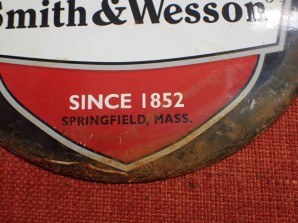 Smith & Wesson®
SINCE 1852
SPRINGFIELD, MASS.